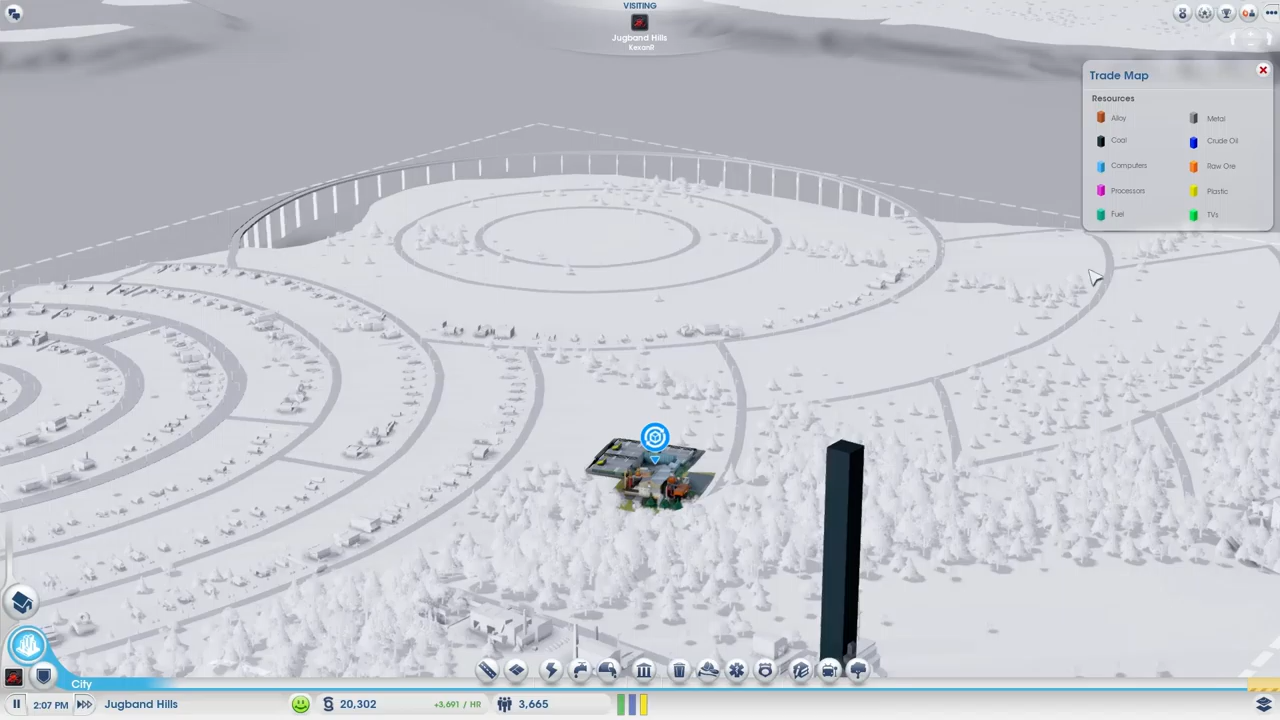 VISITING
Jugband Hills
KexanR
Trade Map
Resources
Alloy
Metal
Coal
Crude Oil
Computers
Raw Ore
Processors
Plastic
Fuel
TVs
City
2:07 PM
Jugband Hills
20,302
+3,691 / HR
3,665